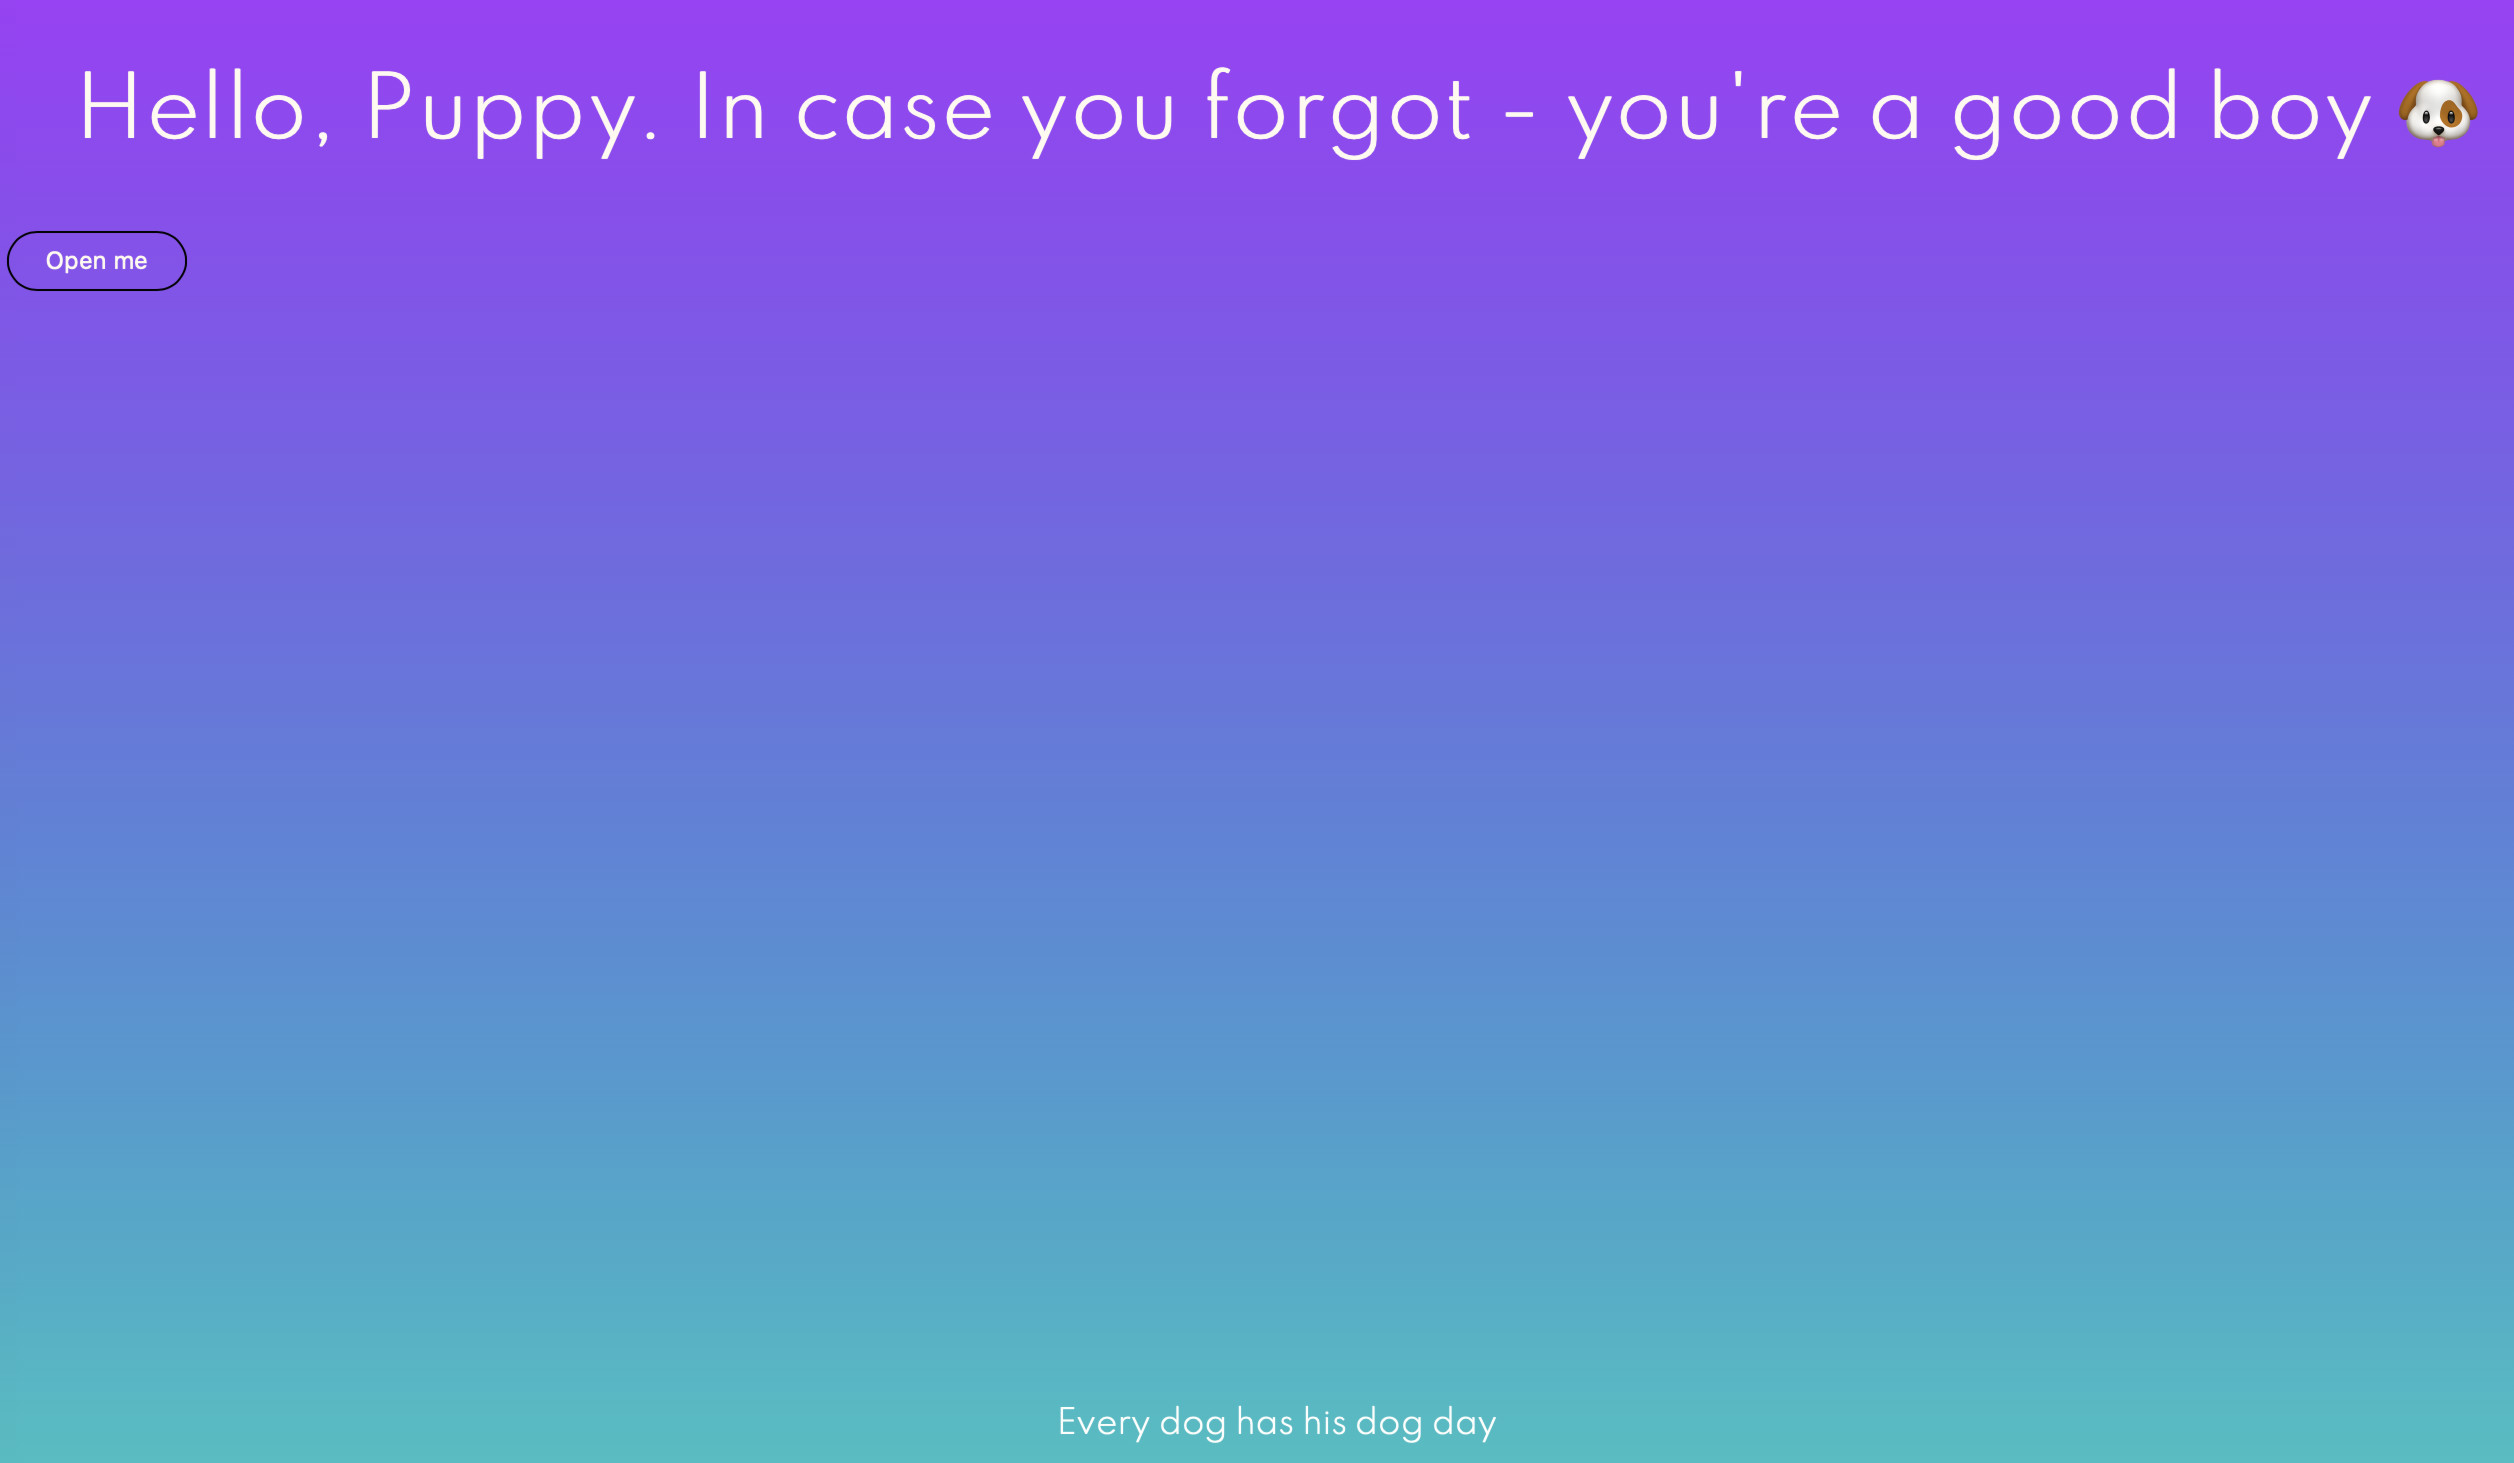 Hello, Puppy. In case you forgot - you're a good boy 🐶
Open me
Every dog has his dog day